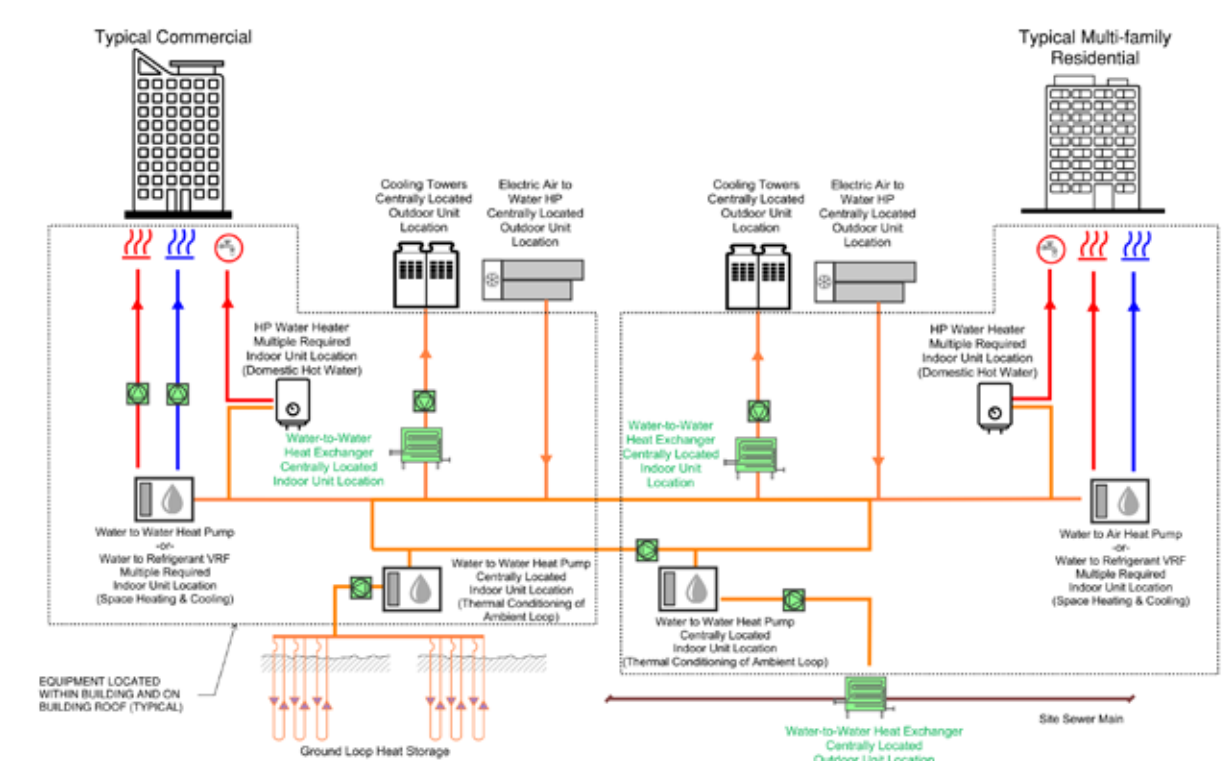 Typical Commercial
Typical Multi-family
Residential
Cooling Towers
Centrally Located
Outdoor Unit
Location
Electric Air to
Water HP
Centrally Located
Outdoor Unit
Location
Cooling Towers
Centrally Located
Outdoor Unit
Location
Electric Air to
Water HP
Centrally Located
Outdoor Unit
Location
HP Water Heater
Multiple Required
Indoor Unit Location
(Domestic Hot Water)
HP Water Heater
Multiple Required
Indoor Unit Location
(Domestic Hot Water)
Water-to-Water
Heat Exchanger
Centrally Located
Indoor Unit Location
Water-to-Water
Heat Exchanger
Centrally Located
Indoor Unit
Location
Water to Water Heat Pump
-or-
Water to Refrigerant VRF
Multiple Required
Indoor Unit Location
(Space Heating & Cooling)
Water to Water Heat Pump
Centrally Located
Indoor Unit Location
(Thermal Conditioning of
Ambient Loop)
Water to Water Heat Pump
Centrally Located
Indoor Unit Location
(Thermal Conditioning of Ambient Loop)
Water to Air Heat Pump
-or-
Water to Refrigerant VRF
Multiple Required
Indoor Unit Location
(Space Heating & Cooling)
EQUIPMENT LOCATED
WITHIN BUILDING AND ON
BUILDING ROOF (TYPICAL)
Ground Loop Heat Storage
Site Sewer Main
Water-to-Water Heat Exchanger
Centrally Located
Outdoor Unit Location